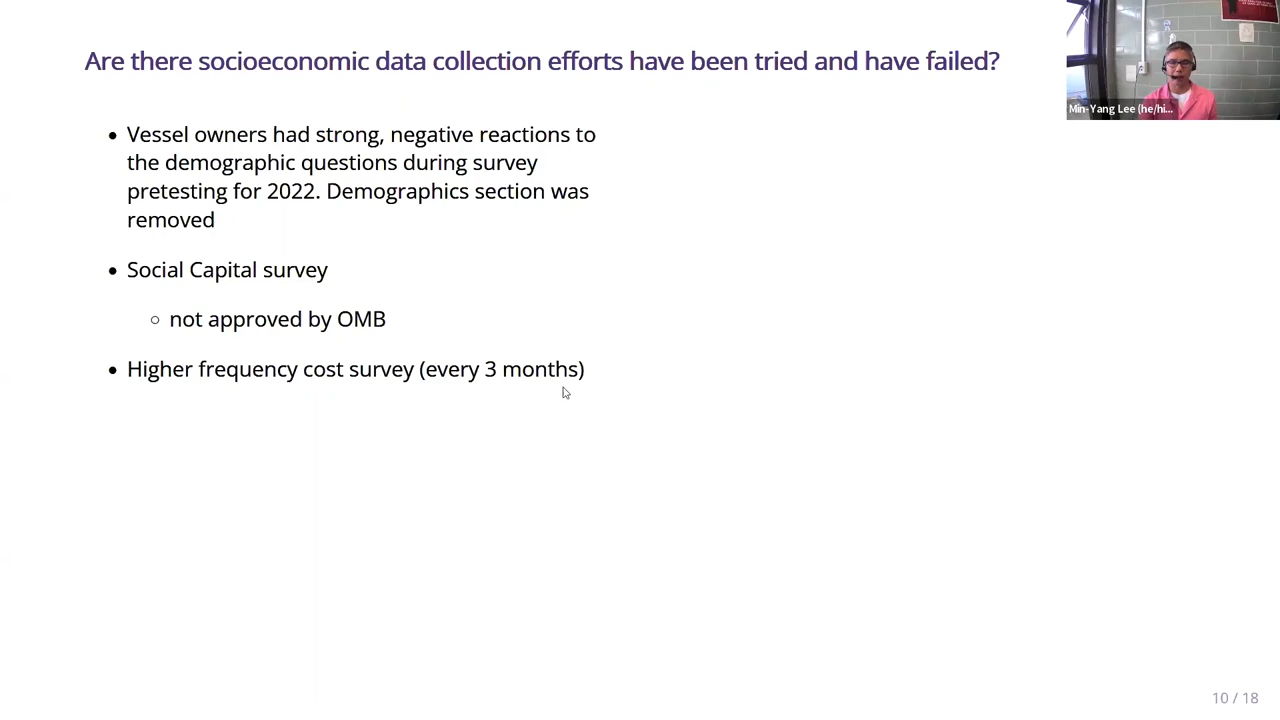 Are there socioeconomic data collection efforts have been tried and have failed?
Min-Yang Lee (he/hi...
• Vessel owners had strong, negative reactions to
the demographic questions during survey
pretesting for 2022. Demographics section was
removed
• Social Capital survey
○ not approved by OMB
• Higher frequency cost survey (every 3 months)
10 / 18